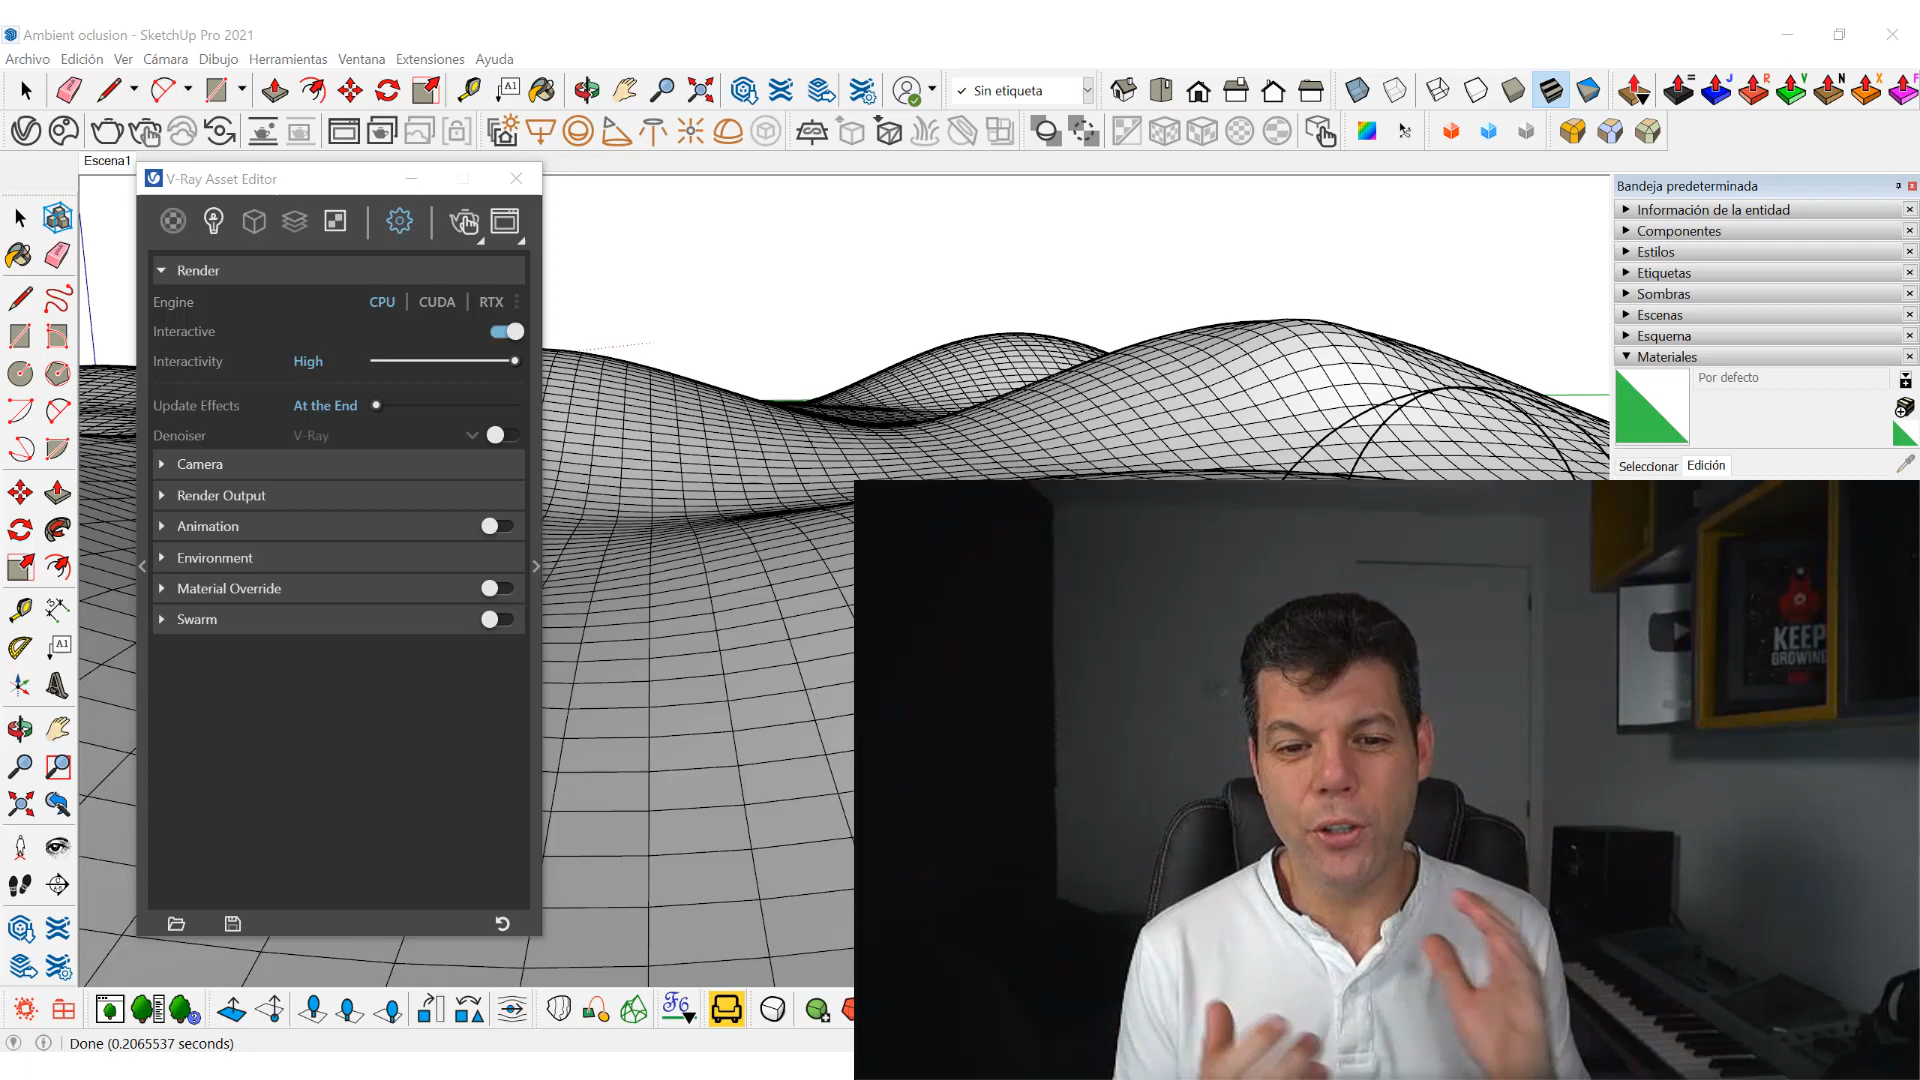 Ambient oclusion - SketchUp Pro 2021
Archivo Edición Ver Cámara Dibujo Herramientas Ventana Extensiones Ayuda
A1 ✓ Sin etiqueta = J R V N X F
Escena1
V-Ray Asset Editor
Render
Engine CPU | CUDA | RTX
Interactive
Interactivity High
Update Effects At the End
Denoiser V-Ray
Camera
Render Output
Animation
Environment
Material Override
Swarm
Bandeja predeterminada
Información de la entidad
Componentes
Estilos
Etiquetas
Sombras
Escenas
Esquema
Materiales
Por defecto
Seleccionar Edición
A1
KEEP
GROWING
F6
Done (0.2065537 seconds)